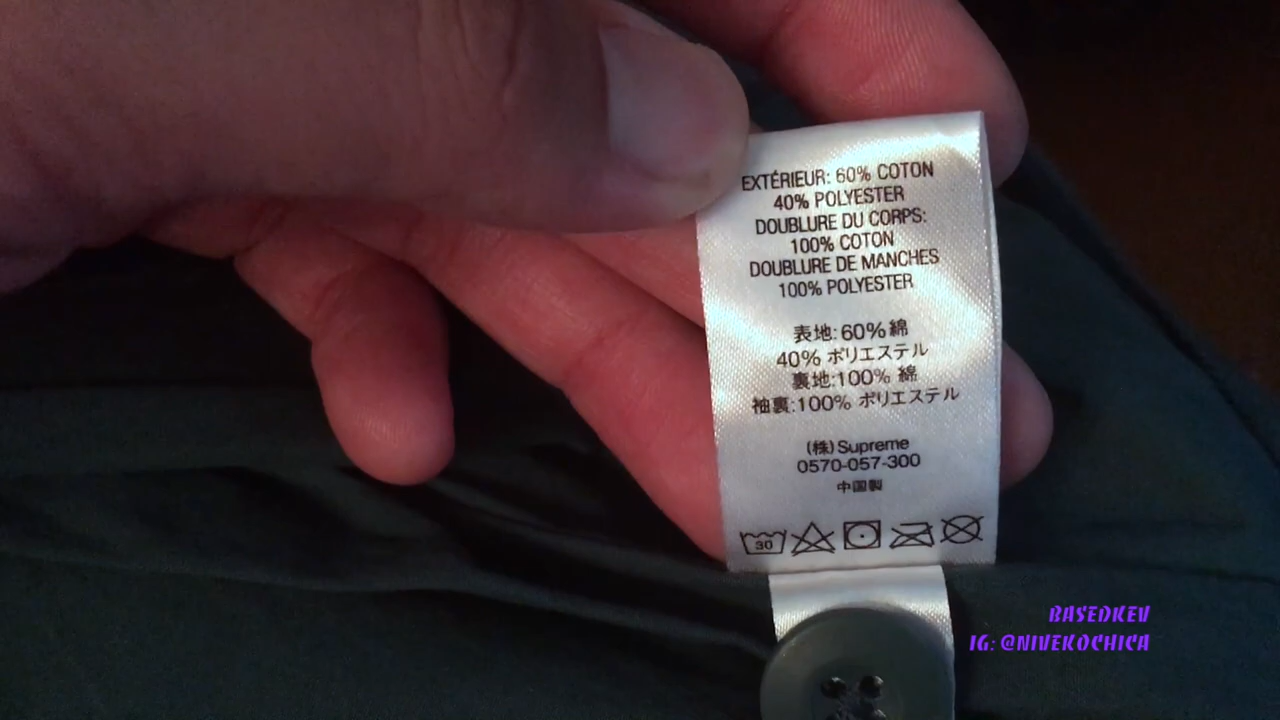 EXTÉRIEUR: 60% COTON
40% POLYESTER
DOUBLURE DU CORPS:
100% COTON
DOUBLURE DE MANCHES
100% POLYESTER
表地: 60% 綿
40% ポリエステル
裏地:100% 綿
袖裏:100% ポリエステル
(株)Supreme
0570-057-300
中国製
30
BASEDKEV
IG: @NIVEKOCHICA